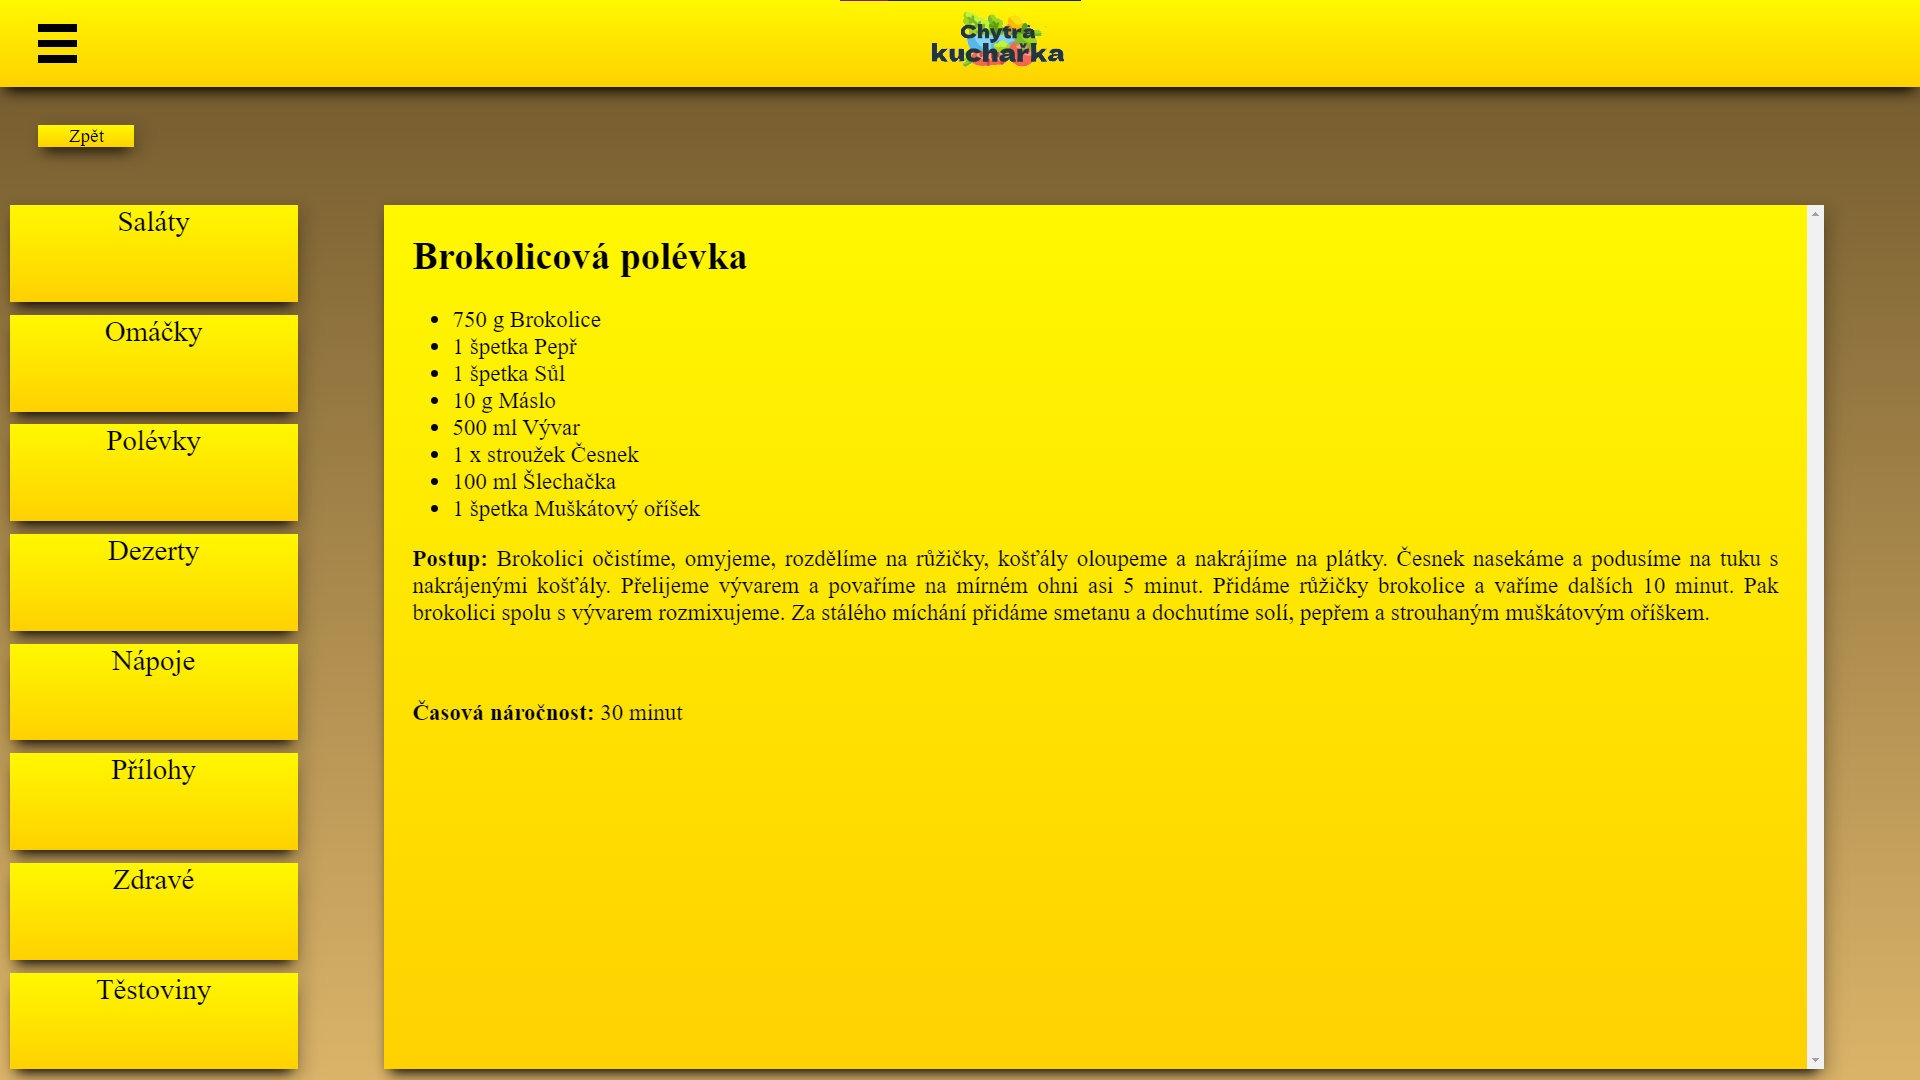 Chytrá
kuchařka
Zpět
Saláty
Omáčky
Polévky
Dezerty
Nápoje
Přílohy
Zdravé
Těstoviny
Brokolicová polévka
750 g Brokolice
1 špetka Pepř
1 špetka Sůl
10 g Máslo
500 ml Vývar
1 x stroužek Česnek
100 ml Šlechačka
1 špetka Muškátový oříšek
Postup: Brokolici očistíme, omyjeme, rozdělíme na růžičky, košťály oloupeme a nakrájíme na plátky. Česnek nasekáme a podusíme na tuku s
nakrájenými košťály. Přelijeme vývarem a povaříme na mírném ohni asi 5 minut. Přidáme růžičky brokolice a vaříme dalších 10 minut. Pak
brokolici spolu s vývarem rozmixujeme. Za stálého míchání přidáme smetanu a dochutíme solí, pepřem a strouhaným muškátovým oříškem.
Časová náročnost: 30 minut